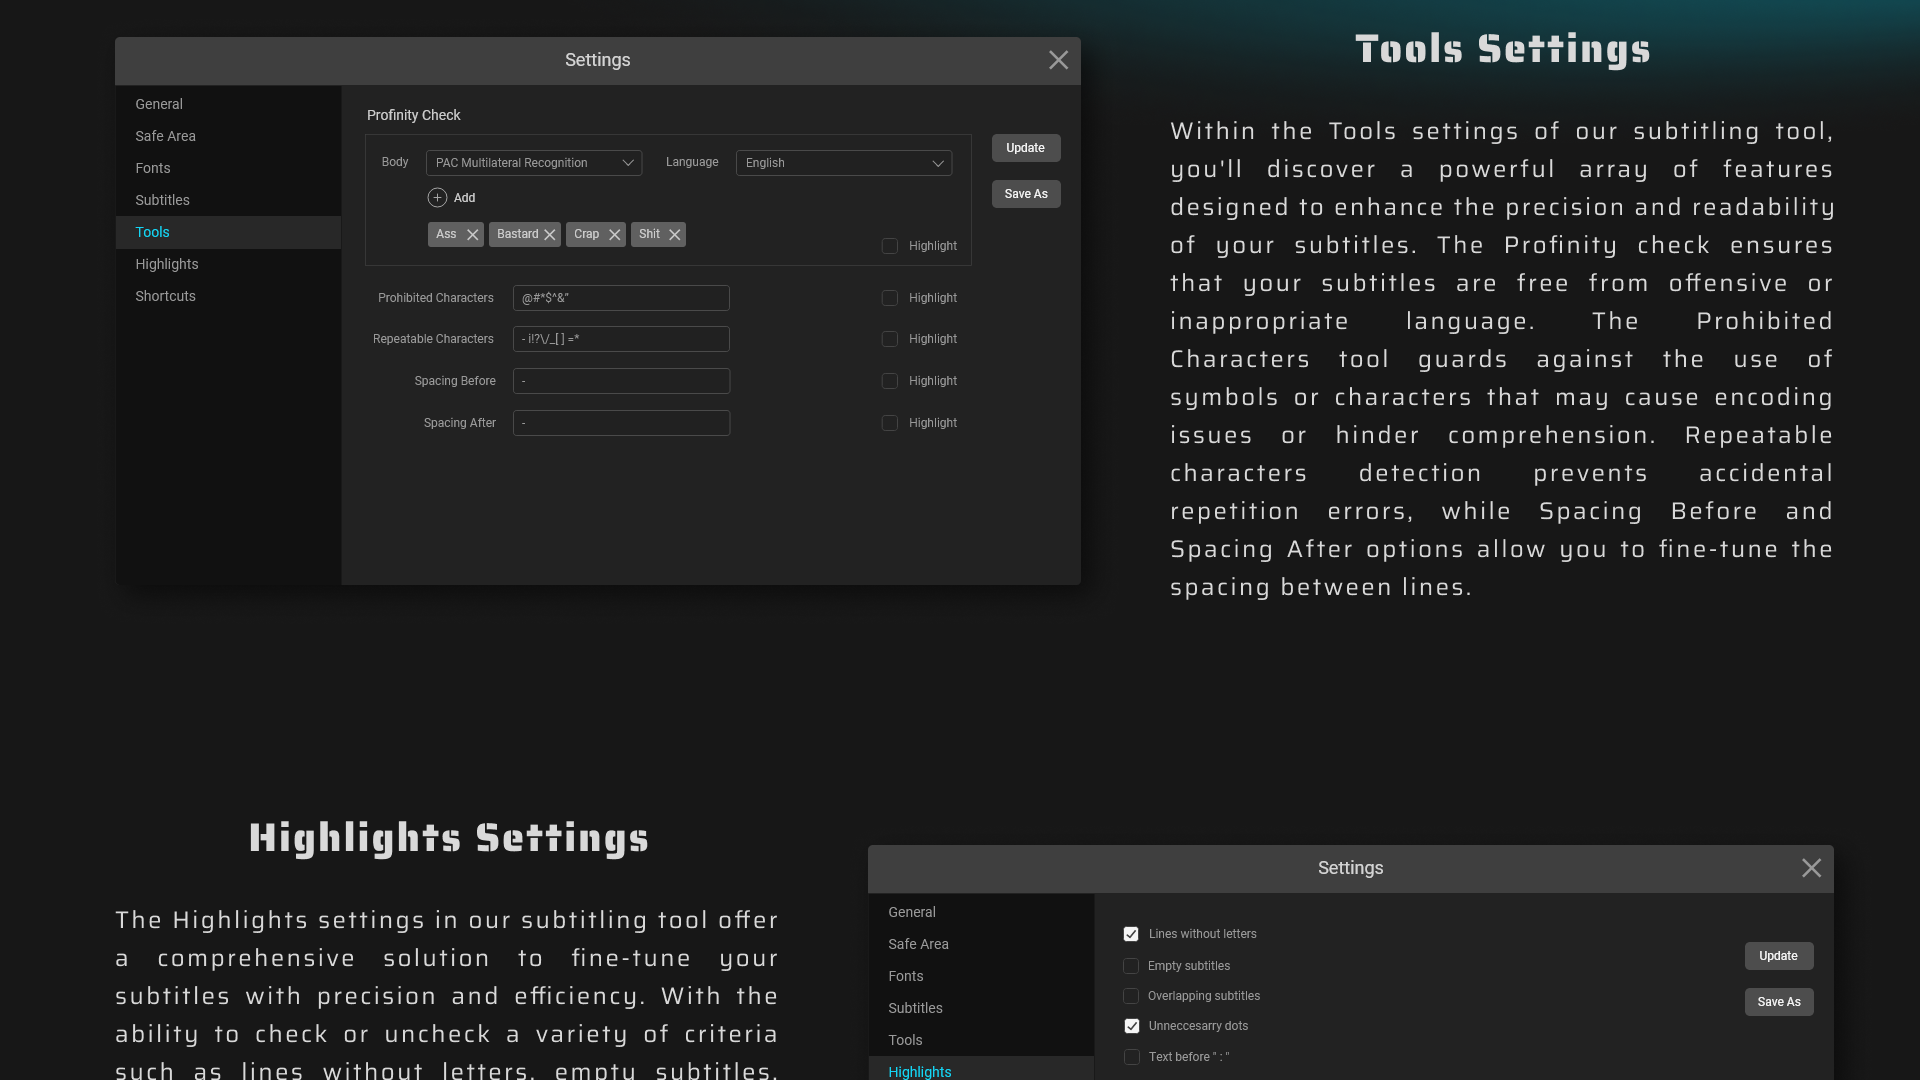 Settings
General
Safe Area
Fonts
Subtitles
Tools
Highlights
Shortcuts
Profinity Check
Body PAC Multilateral Recognition Language English
Add
Ass Bastard Crap Shit
Highlight
Prohibited Characters @#*$^&" Highlight
Repeatable Characters - i!?\/_[ ] =* Highlight
Spacing Before - Highlight
Spacing After - Highlight
Update
Save As
Tools Settings
Within the Tools settings of our subtitling tool,
you'll discover a powerful array of features
designed to enhance the precision and readability
of your subtitles. The Profinity check ensures
that your subtitles are free from offensive or
inappropriate language. The Prohibited
Characters tool guards against the use of
symbols or characters that may cause encoding
issues or hinder comprehension. Repeatable
characters detection prevents accidental
repetition errors, while Spacing Before and
Spacing After options allow you to fine-tune the
spacing between lines.
Highlights Settings
The Highlights settings in our subtitling tool offer
a comprehensive solution to fine-tune your
subtitles with precision and efficiency. With the
ability to check or uncheck a variety of criteria
such as lines without letters, empty subtitles,
Settings
General
Safe Area
Fonts
Subtitles
Tools
Highlights
Lines without letters
Empty subtitles
Overlapping subtitles
Unneccesarry dots
Text before " : "
Update
Save As